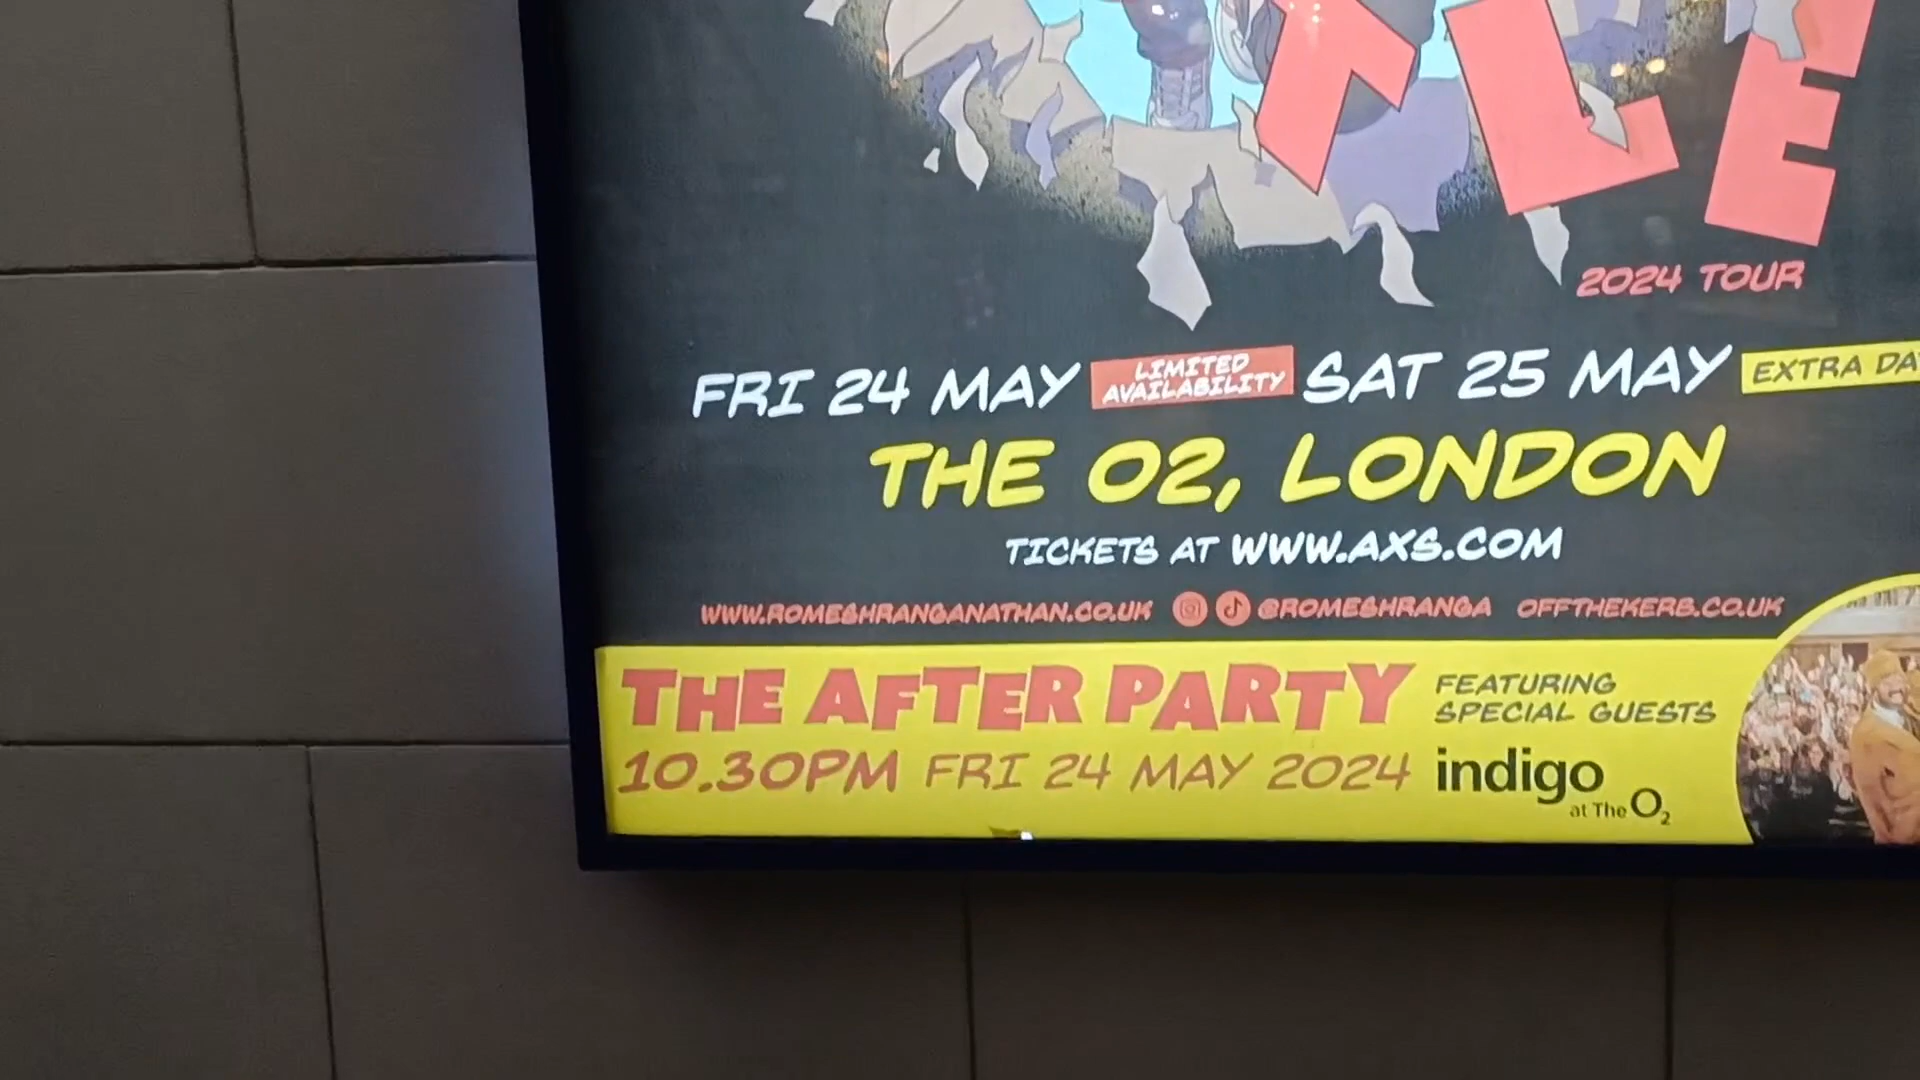 TLE
2024 TOUR
FRI 24 MAY LIMITED AVAILABILITY SAT 25 MAY EXTRA
THE O2, LONDON
TICKETS AT WWW.AXS.COM
WWW.ROMESHRANGANATHAN.CO.UK @ROMESHRANGA OFFTHEKERB.CO.UK
THE AFTER PARTY
10.30PM FRI 24 MAY 2024
FEATURING
SPECIAL GUESTS
indigo
at The O2